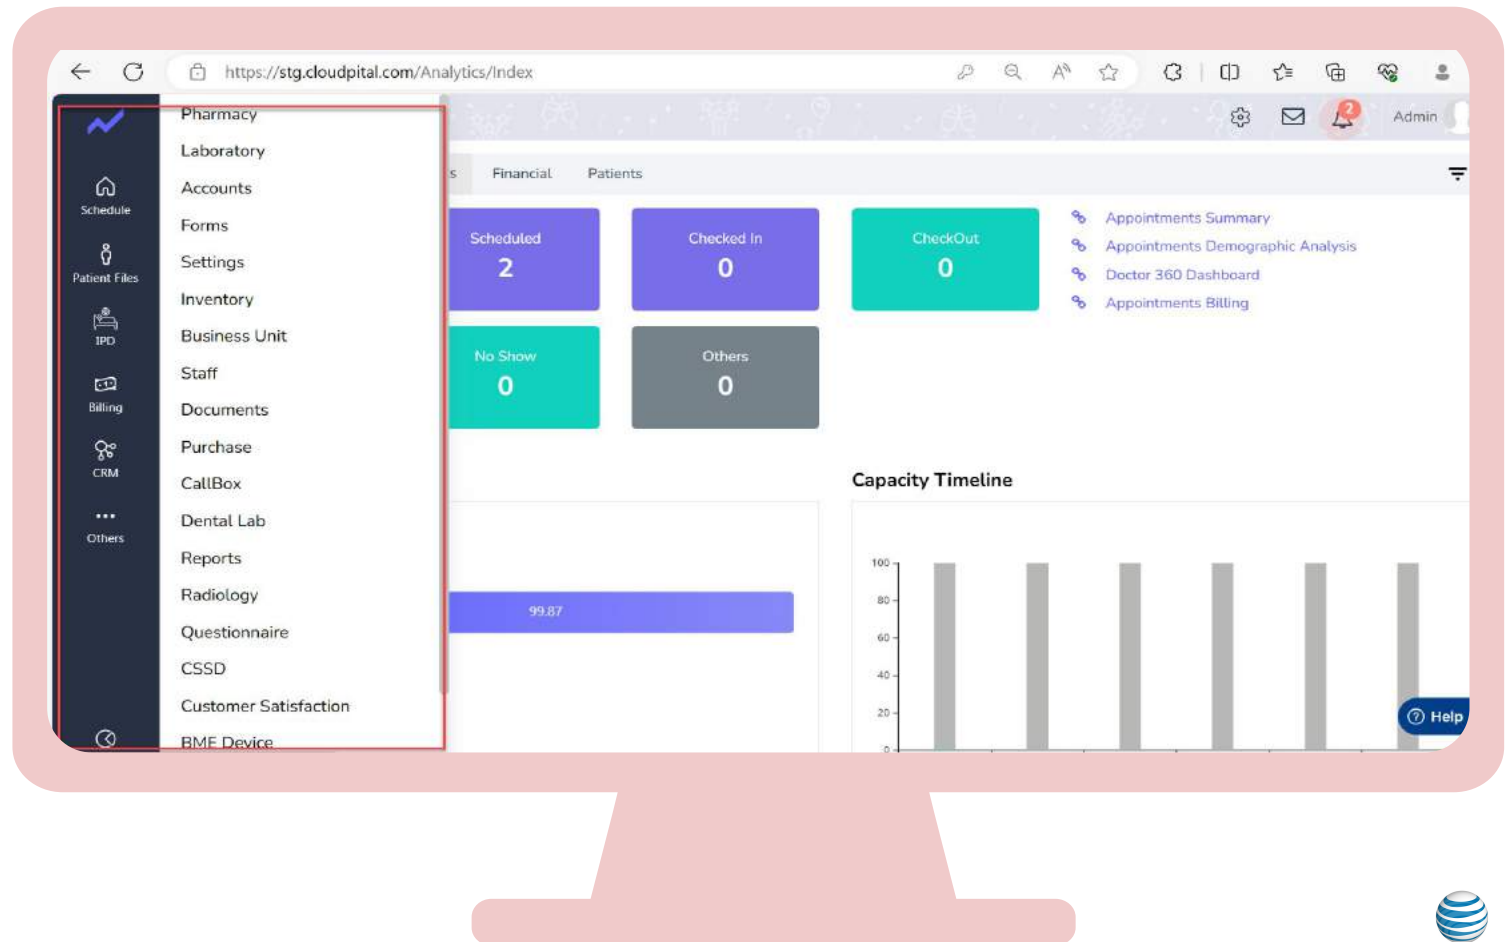 https://stg.cloudpital.com/Analytics/Index
2
Admin
Schedule
Patient Files
IPD
Billing
CRM
Others
Pharmacy
Laboratory
Accounts
Forms
Settings
Inventory
Business Unit
Staff
Documents
Purchase
CallBox
Dental Lab
Reports
Radiology
Questionnaire
CSSD
Customer Satisfaction
BME Device
s Financial Patients
Scheduled
2
Checked In
0
CheckOut
0
No Show
0
Others
0
Appointments Summary
Appointments Demographic Analysis
Doctor 360 Dashboard
Appointments Billing
99.87
Capacity Timeline
100
80
60
40
20
0
Help